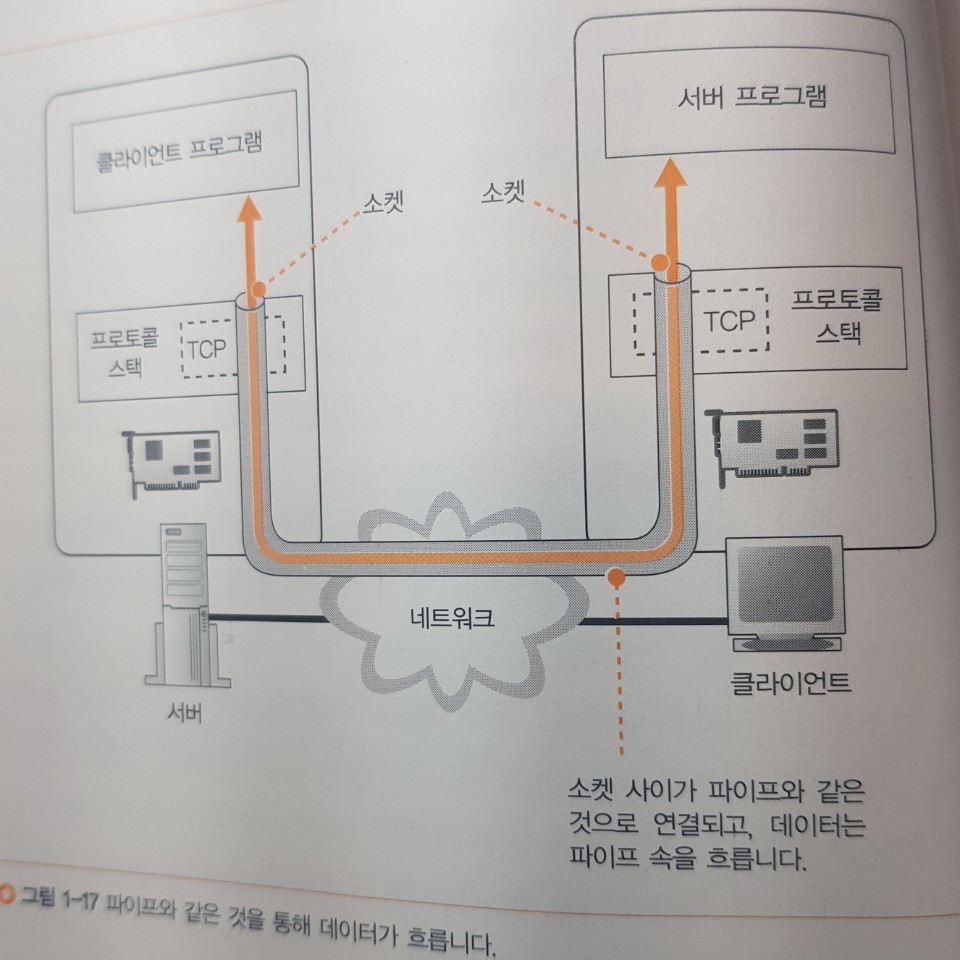 클라이언트 프로그램
서버 프로그램
소켓
소켓
프로토콜
스택
TCP
TCP
프로토콜
스택
네트워크
서버
클라이언트
소켓 사이가 파이프와 같은
것으로 연결되고, 데이터는
파이프 속을 흐릅니다.
그림 1-17 파이프와 같은 것을 통해 데이터가 흐릅니다.